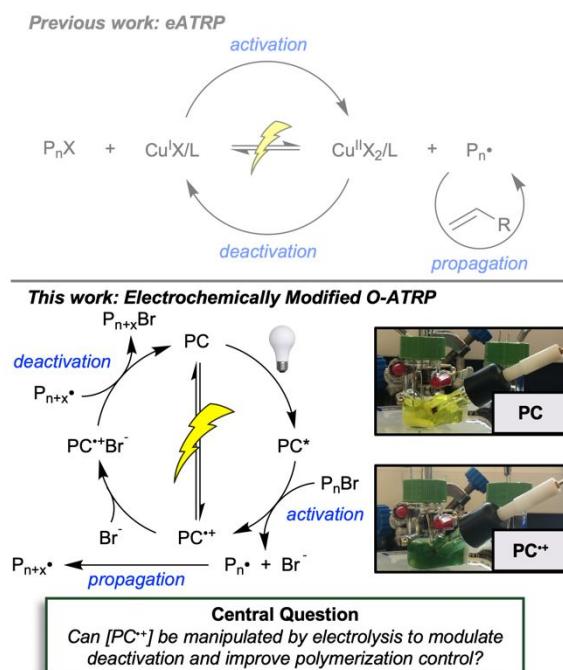 Previous work: eATRP
activation
PₙX CuᴵX/L Cuᴵᴵ X₂/L + Pₙ•
R
deactivation
propagation
This work: Electrochemically Modified O-ATRP
Pₙ₊ₓBr
PC
deactivation
Pₙ₊ₓ•
PC
PC•⁺Br⁻
PC*
PₙBr
activation
Br⁻
PC•⁺
PC•⁺
Pₙ₊ₓ• Pₙ• + Br⁻
propagation
Central Question
Can [PC•⁺] be manipulated by electrolysis to modulate
deactivation and improve polymerization control?